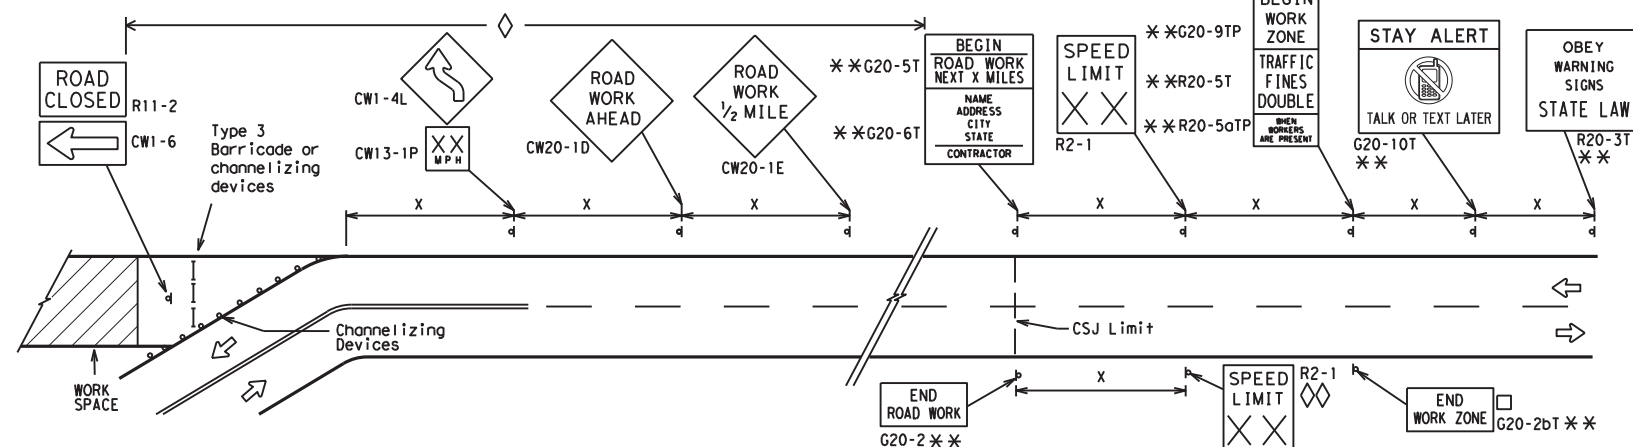 ROAD
CLOSED
R11-2
CW1-6
Type 3
Barricade or
channelizing
devices
CW1-4L
XX
MPH
CW13-1P
ROAD
WORK
AHEAD
CW20-1D
ROAD
WORK
1/2 MILE
CW20-1E
**G20-5T
**G20-6T
BEGIN
ROAD WORK
NEXT X MILES
NAME
ADDRESS
CITY
STATE
CONTRACTOR
SPEED
LIMIT
XX
R2-1
**G20-9TP
**R20-5T
**R20-5aTP
BEGIN
WORK
ZONE
TRAFFIC
FINES
DOUBLE
WHEN
WORKERS
ARE PRESENT
STAY ALERT
TALK OR TEXT LATER
G20-10T
**
OBEY
WARNING
SIGNS
STATE LAW
R20-3T
**
X
X
X
X
X
X
X
Channelizing
Devices
WORK
SPACE
CSJ Limit
X
END
ROAD WORK
G20-2 **
SPEED
LIMIT
XX
R2-1
END
WORK ZONE
G20-2bT **